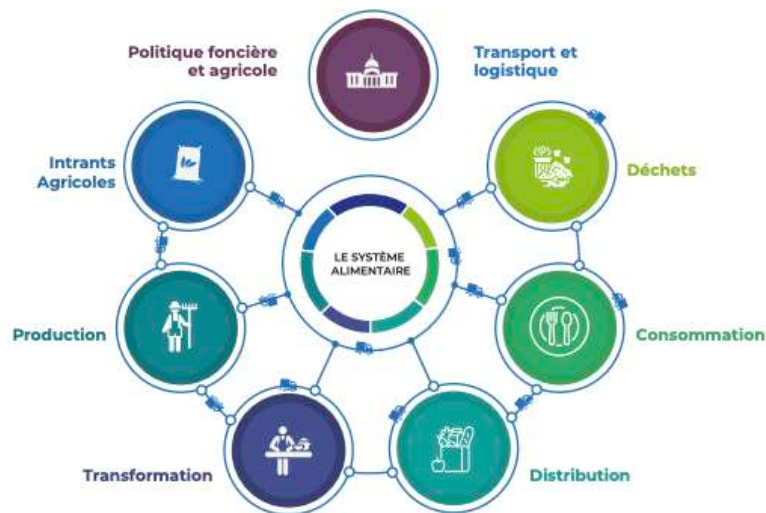 Politique foncière
et agricole
Transport et
logistique
Intrants
Agricoles
Déchets
LE SYSTÈME
ALIMENTAIRE
Production
Consommation
Transformation
Distribution